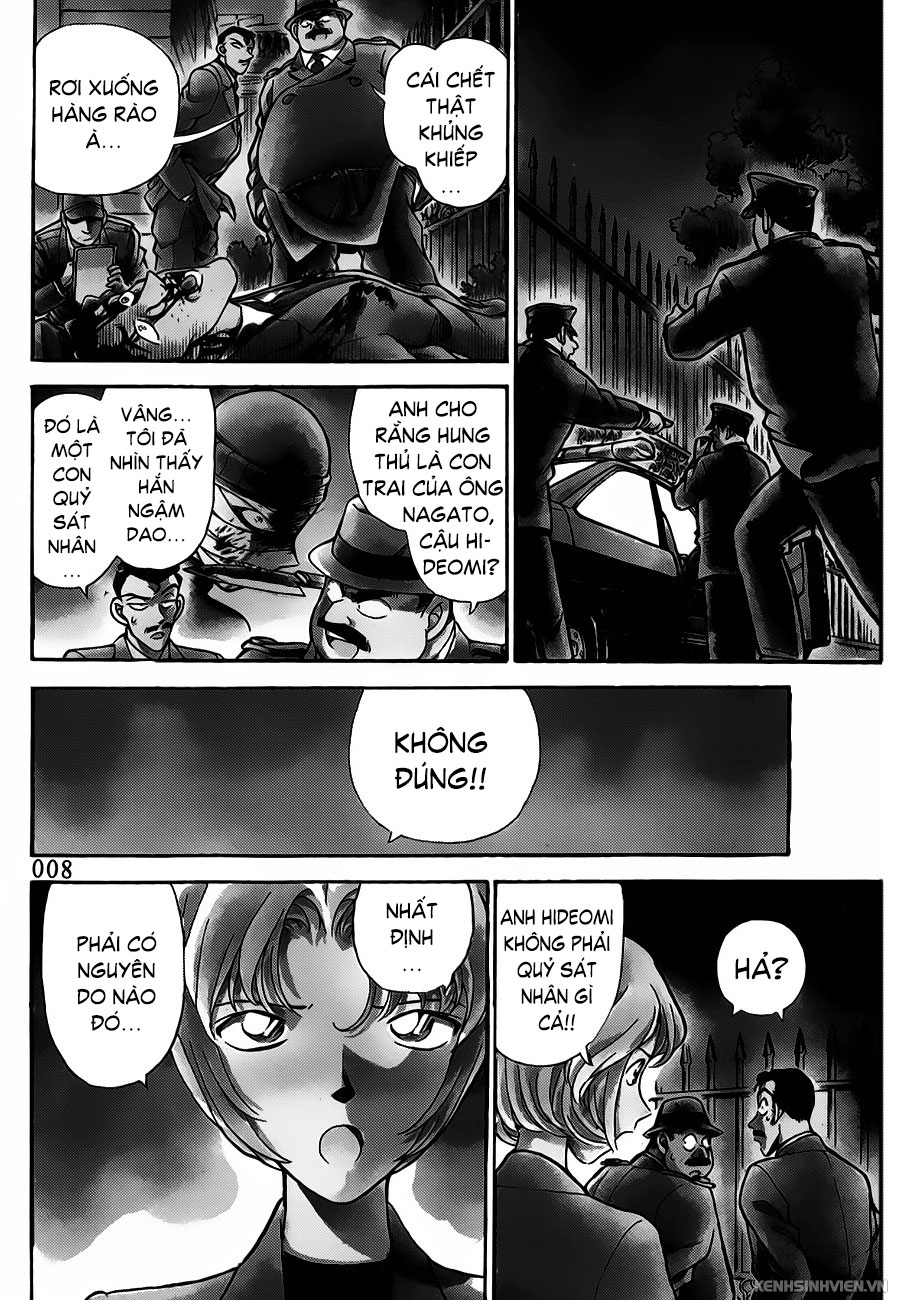 CÁI CHẾT
THẬT
KHỦNG
KHIẾP
...
RƠI XUỐNG
HÀNG RÀO
À...
ANH CHO
RẰNG HUNG
THỦ LÀ CON
TRAI CỦA ÔNG
NAGATO,
CẬU HI-
DEOMI?
VÂNG...
TÔI ĐÃ
NHÌN THẤY
HẮN
NGẬM
DAO...
ĐÓ LÀ
MỘT
CON
QUỶ
SÁT
NHÂN
...
KHÔNG
ĐÚNG!!
008
HẢ?
ANH HIDEOMI
KHÔNG PHẢI
QUỶ SÁT
NHÂN GÌ
CẢ!!
NHẤT
ĐỊNH
...
PHẢI CÓ
NGUYÊN
DO NÀO
ĐÓ...
KENHSINHVIEN.VN